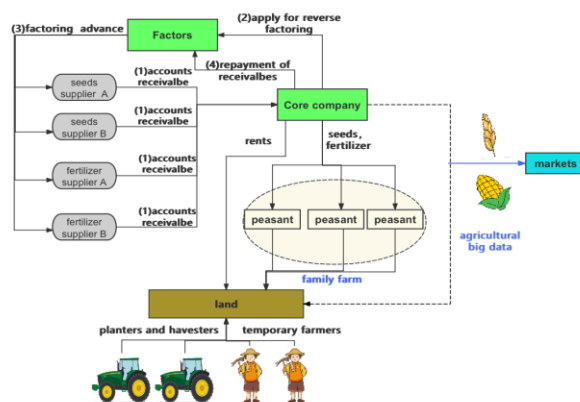 (2)apply for reverse
factoring
(3)factoring advance
Factors
(4)repayment of
receivalbes
seeds
supplier A
(1)accounts
receivalbe
Core company
seeds
supplier B
(1)accounts
receivalbe
rents
seeds,
fertilizer
markets
fertilizer
supplier A
(1)accounts
receivalbe
fertilizer
supplier B
(1)accounts
receivalbe
peasant
peasant
peasant
agricultural
big data
family farm
land
planters and havesters
temporary farmers